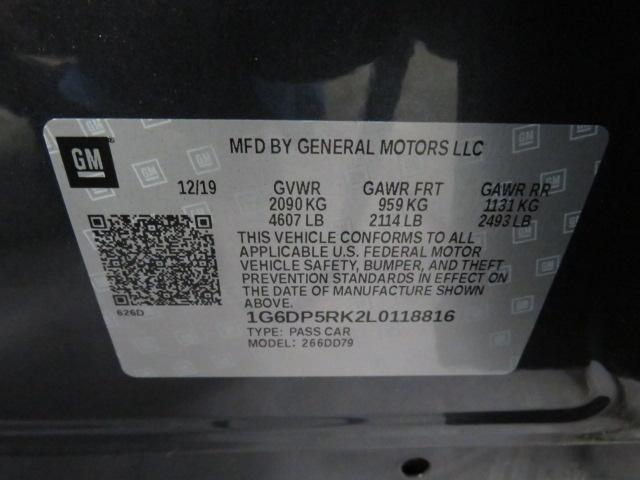 GM
MFD BY GENERAL MOTORS LLC
12/19 GVWR GAWR FRT GAWR RR
2090 KG 959 KG 1131 KG
4607 LB 2114 LB 2493 LB
THIS VEHICLE CONFORMS TO ALL
APPLICABLE U.S. FEDERAL MOTOR
VEHICLE SAFETY, BUMPER, AND THEFT
PREVENTION STANDARDS IN EFFECT ON
THE DATE OF MANUFACTURE SHOWN
ABOVE.
626D
1G6DP5RK2L0118816
TYPE: PASS CAR
MODEL: 266DD79